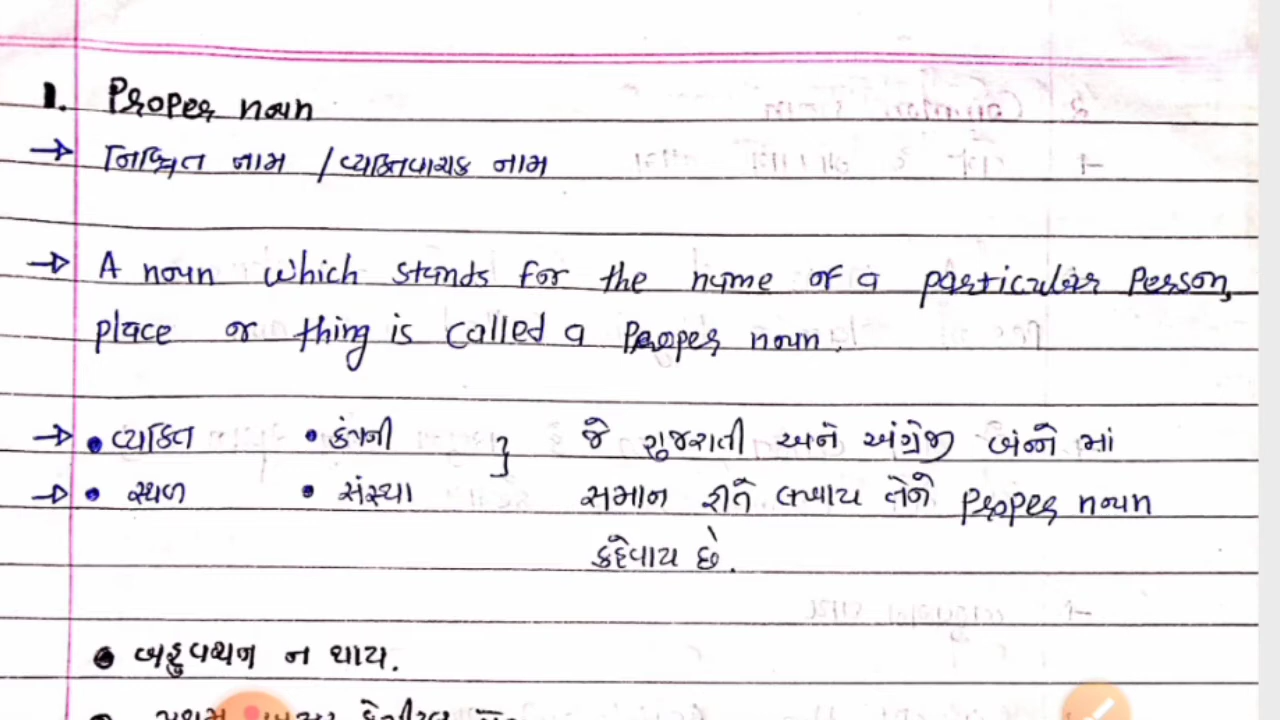 1. Proper noun
→ નિશ્ચિત નામ / વ્યક્તિવાચક નામ
→ A noun which stands for the name of a particular Person,
place or thing is called a Proper noun.
→ • વ્યક્તિ • કંપની } જે ગુજરાતી અને અંગ્રેજી બંન્ને માં
→ • સ્થળ • સંસ્થા સમાન રીતે લખાય તેને Proper noun
કહેવાય છે.
• બહુવચન ન થાય.